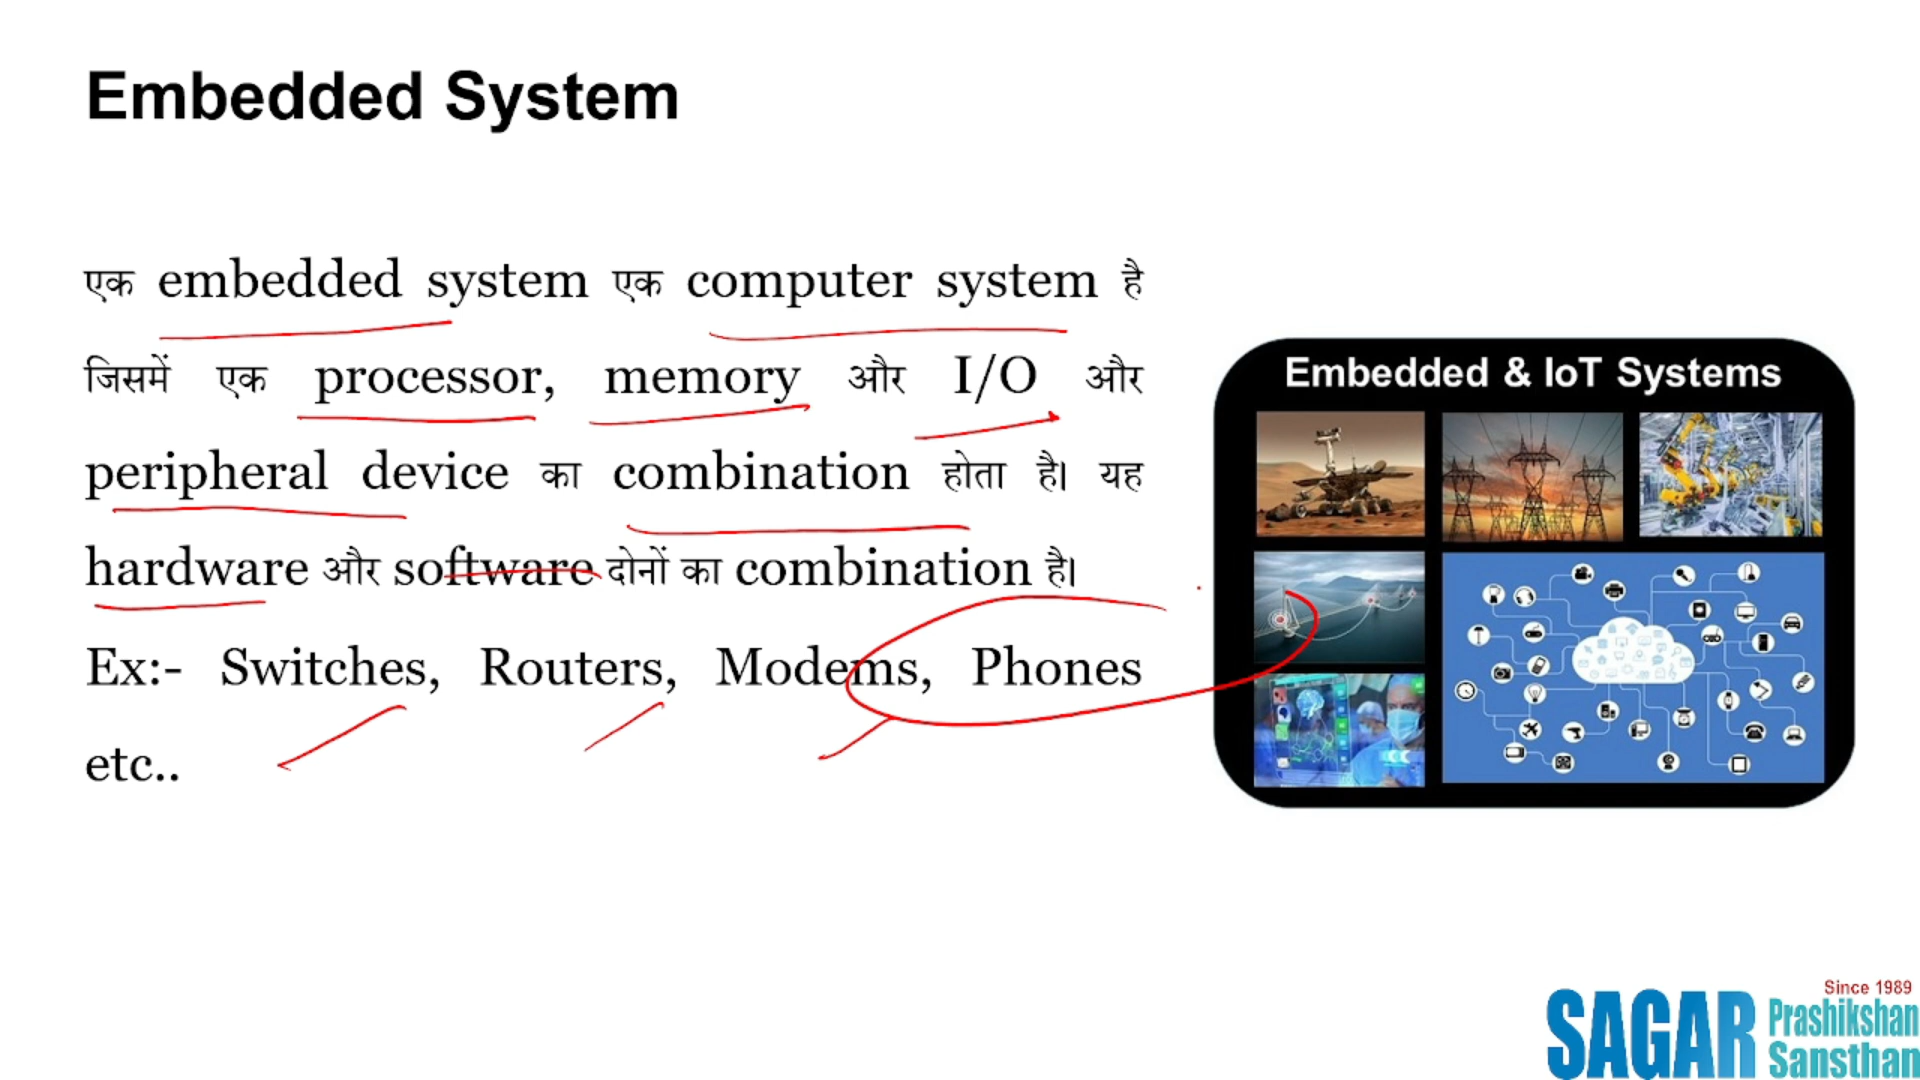 Embedded System
एक embedded system एक computer system है
जिसमें एक processor, memory और I/O और
peripheral device का combination होता है। यह
hardware और software दोनों का combination है।
Ex:- Switches, Routers, Modems, Phones
etc..
Embedded & IoT Systems
Since 1989
SAGAR Prashikshan
Sansthan